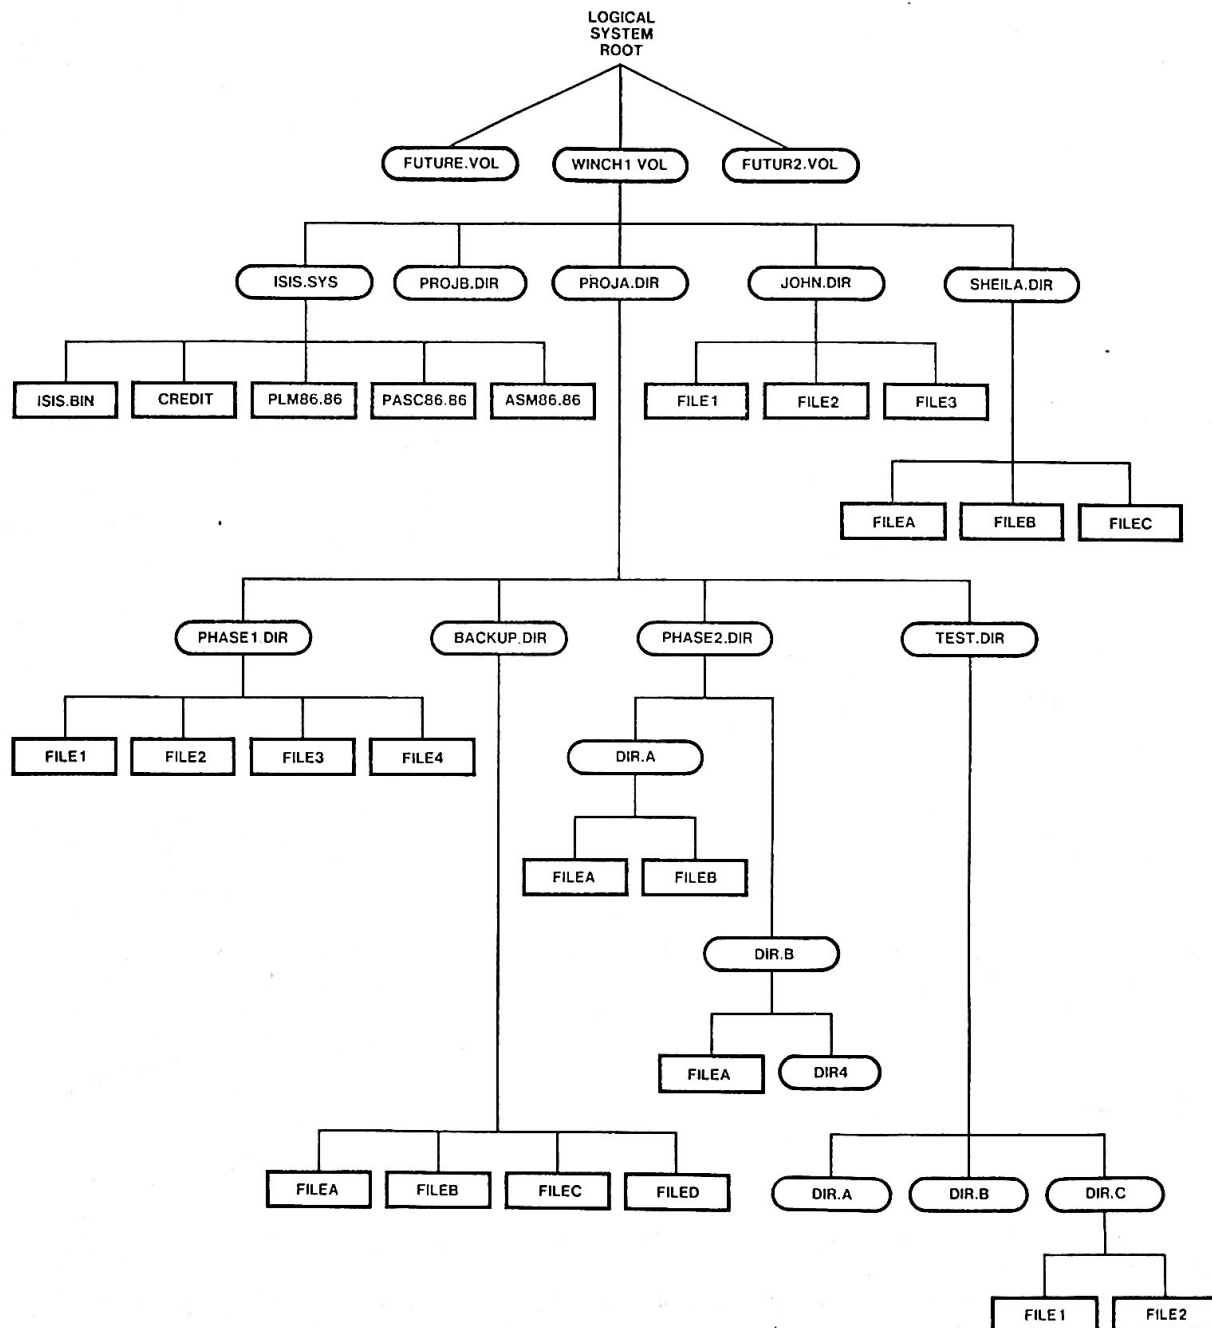 LOGICAL
SYSTEM
ROOT
FUTURE.VOL
WINCH1 VOL
FUTUR2.VOL
ISIS.SYS
PROJB.DIR
PROJA.DIR
JOHN.DIR
SHEILA.DIR
ISIS.BIN
CREDIT
PLM86.86
PASC86.86
ASM86.86
FILE1
FILE2
FILE3
FILEA
FILEB
FILEC
PHASE1.DIR
BACKUP.DIR
PHASE2.DIR
TEST.DIR
FILE1
FILE2
FILE3
FILE4
DIR.A
FILEA
FILEB
DIR.B
FILEA
DIR4
FILEA
FILEB
FILEC
FILED
DIR.A
DIR.B
DIR.C
FILE1
FILE2